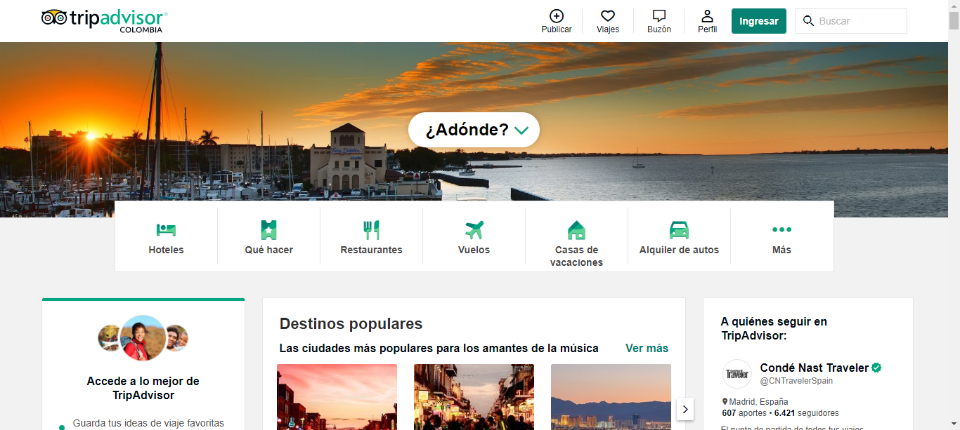 tripadvisor
COLOMBIA
Publicar
Viajes
Buzón
Perfil
Ingresar
Buscar
¿Adónde?
Hoteles
Qué hacer
Restaurantes
Vuelos
Casas de
vacaciones
Alquiler de autos
Más
Accede a lo mejor de
TripAdvisor
Guarda tus ideas de viaje favoritas
Destinos populares
Las ciudades más populares para los amantes de la música
Ver más
A quiénes seguir en
TripAdvisor:
Traveler
Condé Nast Traveler
@CNTravelerSpain
Madrid, España
607 aportes • 6.421 seguidores
El punto de partida de todos tus viajes